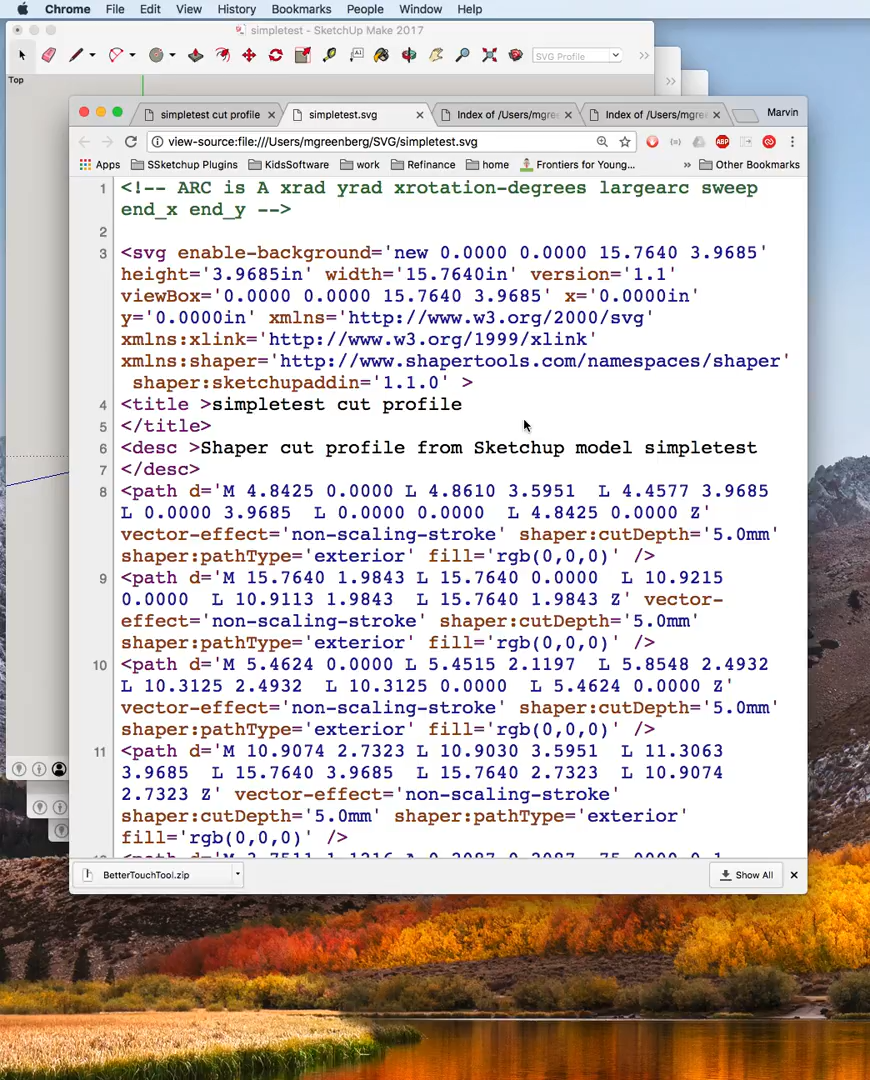 Chrome File Edit View History Bookmarks People Window Help
simpletest - SketchUp Make 2017
SVG Profile
Top
simpletest cut profile simpletest.svg Index of /Users/mgre Index of /Users/mgre Marvin
view-source:file:///Users/mgreenberg/SVG/simpletest.svg
ABP
Apps SSketchup Plugins KidsSoftware work Refinance home Frontiers for Young... » Other Bookmarks
1 <!-- ARC is A xrad yrad xrotation-degrees largearc sweep
end_x end_y -->
2
3 <svg enable-background='new 0.0000 0.0000 15.7640 3.9685'
height='3.9685in' width='15.7640in' version='1.1'
viewBox='0.0000 0.0000 15.7640 3.9685' x='0.0000in'
y='0.0000in' xmlns='http://www.w3.org/2000/svg'
xmlns:xlink='http://www.w3.org/1999/xlink'
xmlns:shaper='http://www.shapertools.com/namespaces/shaper'
shaper:sketchupaddin='1.1.0' >
4 <title >simpletest cut profile
5 </title>
6 <desc >Shaper cut profile from Sketchup model simpletest
7 </desc>
8 <path d='M 4.8425 0.0000 L 4.8610 3.5951  L 4.4577 3.9685
L 0.0000 3.9685  L 0.0000 0.0000  L 4.8425 0.0000 Z'
vector-effect='non-scaling-stroke' shaper:cutDepth='5.0mm'
shaper:pathType='exterior' fill='rgb(0,0,0)' />
9 <path d='M 15.7640 1.9843 L 15.7640 0.0000  L 10.9215
0.0000  L 10.9113 1.9843  L 15.7640 1.9843 Z' vector-
effect='non-scaling-stroke' shaper:cutDepth='5.0mm'
shaper:pathType='exterior' fill='rgb(0,0,0)' />
10 <path d='M 5.4624 0.0000 L 5.4515 2.1197  L 5.8548 2.4932
L 10.3125 2.4932  L 10.3125 0.0000  L 5.4624 0.0000 Z'
vector-effect='non-scaling-stroke' shaper:cutDepth='5.0mm'
shaper:pathType='exterior' fill='rgb(0,0,0)' />
11 <path d='M 10.9074 2.7323 L 10.9030 3.5951  L 11.3063
3.9685  L 15.7640 3.9685  L 15.7640 2.7323  L 10.9074
2.7323 Z' vector-effect='non-scaling-stroke'
shaper:cutDepth='5.0mm' shaper:pathType='exterior'
fill='rgb(0,0,0)' />
BetterTouchTool.zip Show All